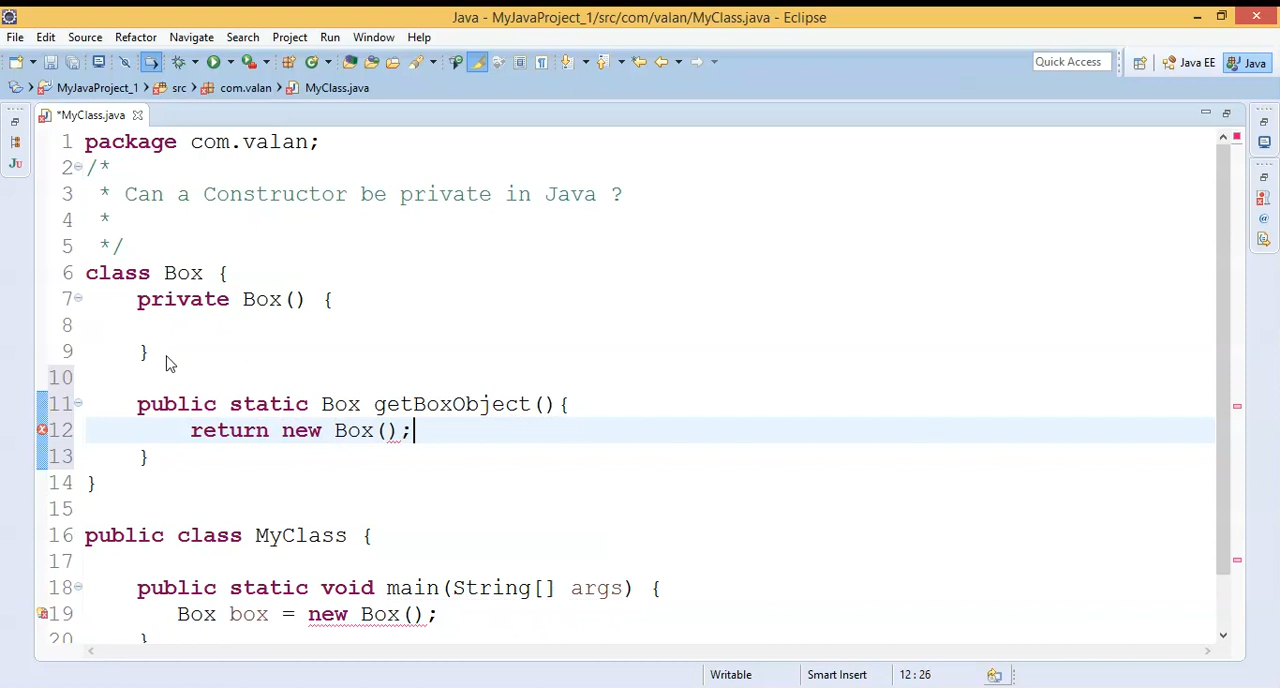 Java - MyJavaProject_1/src/com/valan/MyClass.java - Eclipse
File Edit Source Refactor Navigate Search Project Run Window Help
Quick Access Java EE Java
MyJavaProject_1 src com.valan MyClass.java
*MyClass.java
Ju
1 package com.valan;
2 /*
3 * Can a Constructor be private in Java ?
4 *
5 */
6 class Box {
7 private Box() {
8
9 }
10
11 public static Box getBoxObject(){
12 return new Box();
13 }
14 }
15
16 public class MyClass {
17
18 public static void main(String[] args) {
19 Box box = new Box();
20 }
Writable Smart Insert 12 : 26